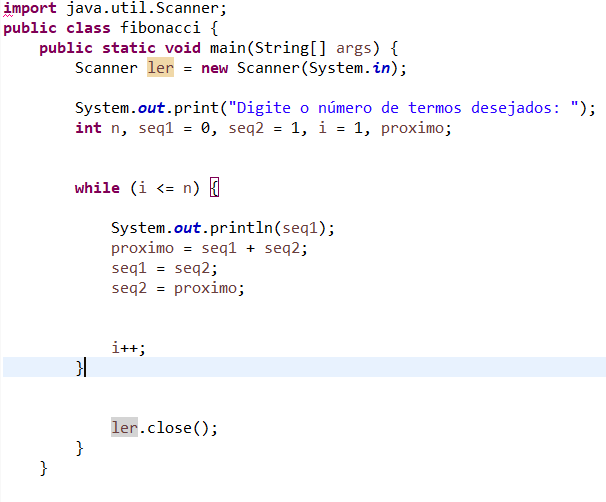 import java.util.Scanner;
public class fibonacci {
    public static void main(String[] args) {
        Scanner ler = new Scanner(System.in);

        System.out.print("Digite o número de termos desejados: ");
        int n, seq1 = 0, seq2 = 1, i = 1, proximo;


        while (i <= n) {

            System.out.println(seq1);
            proximo = seq1 + seq2;
            seq1 = seq2;
            seq2 = proximo;


            i++;
        }


            ler.close();
        }
    }